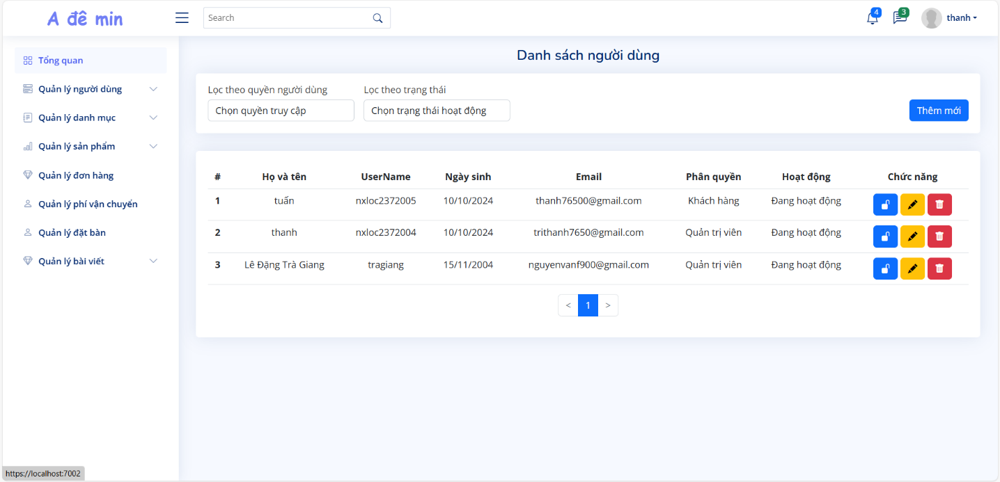 A đê min
Search
4
3
thanh
Tổng quan
Quản lý người dùng
Quản lý danh mục
Quản lý sản phẩm
Quản lý đơn hàng
Quản lý phí vận chuyển
Quản lý đặt bàn
Quản lý bài viết
Danh sách người dùng
Lọc theo quyền người dùng Lọc theo trạng thái
Chọn quyền truy cập Chọn trạng thái hoạt động Thêm mới
# Họ và tên UserName Ngày sinh Email Phân quyền Hoạt động Chức năng
1 tuấn nxloc2372005 10/10/2024 thanh76500@gmail.com Khách hàng Đang hoạt động
2 thanh nxloc2372004 10/10/2024 trithanh7650@gmail.com Quản trị viên Đang hoạt động
3 Lê Đặng Trà Giang tragiang 15/11/2004 nguyenvanf900@gmail.com Quản trị viên Đang hoạt động
< 1 >
https://localhost:7002